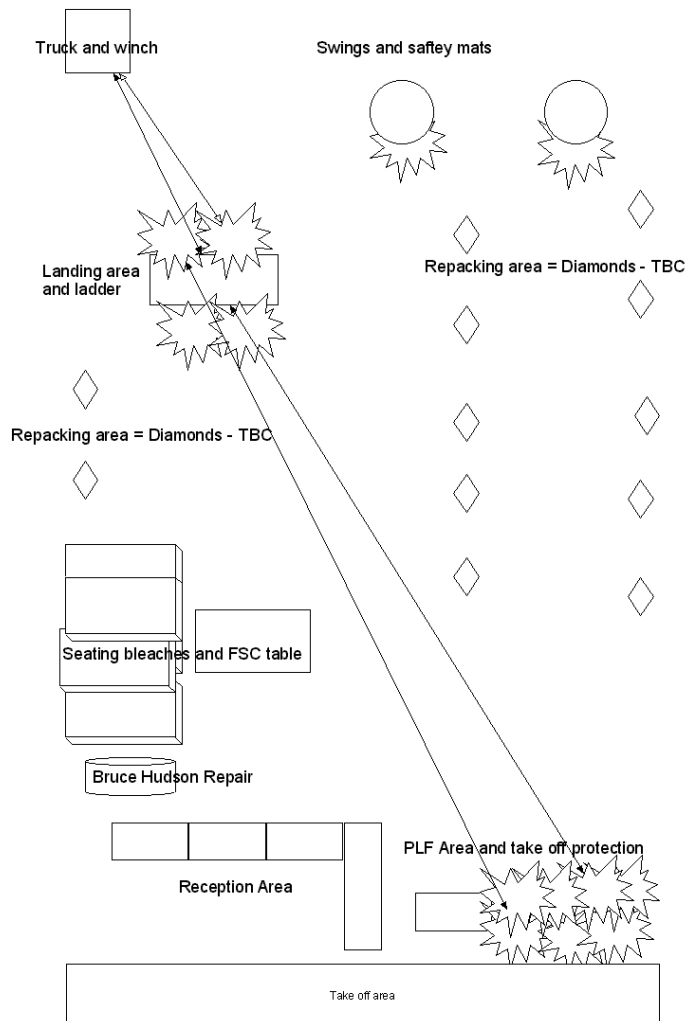 Truck and winch
Swings and saftey mats
Landing area
and ladder
Repacking area = Diamonds - TBC
Repacking area = Diamonds - TBC
Seating bleaches and FSC table
Bruce Hudson Repair
PLF Area and take off protection
Reception Area
Take off area